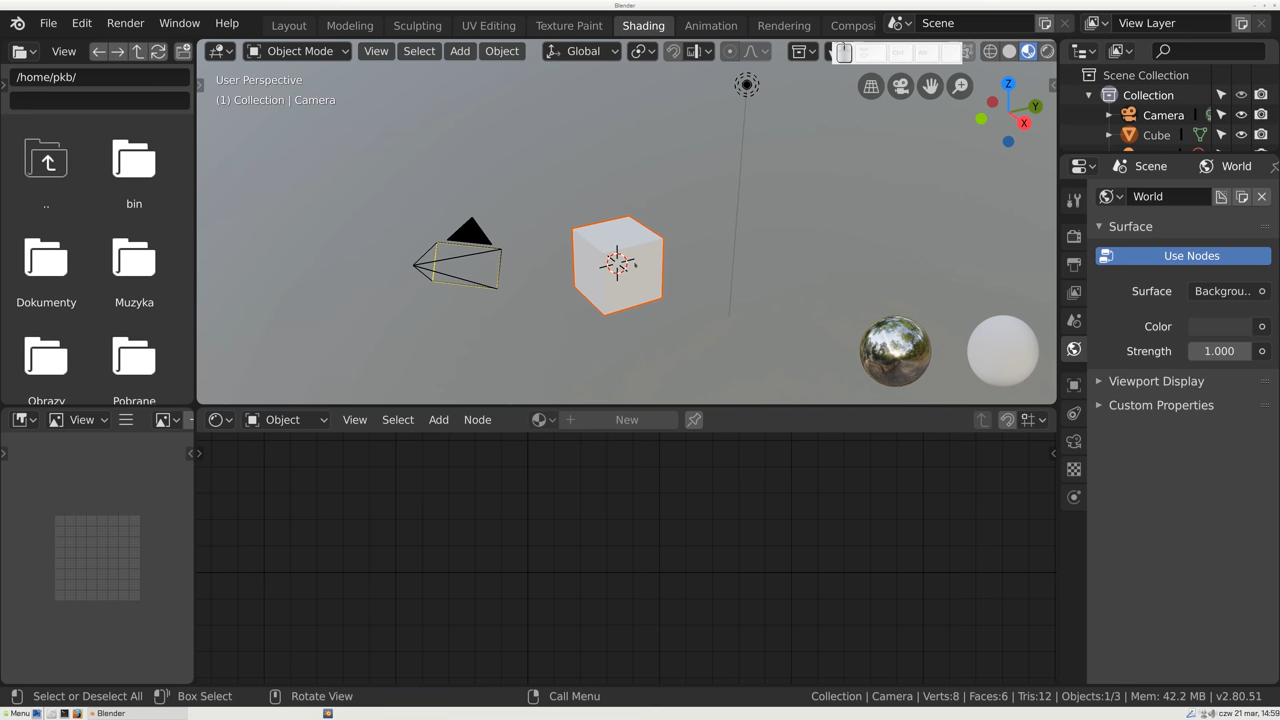 Blender
File Edit Render Window Help
Layout Modeling Sculpting UV Editing Texture Paint Shading Animation Rendering Composi
Scene
View Layer
View
/home/pkb/
..
bin
Dokumenty
Muzyka
Obrazy
Pobrane
Object Mode View Select Add Object Global
User Perspective
(1) Collection | Camera
Z
Y
X
Scene Collection
Collection
Camera
Cube
Scene World
World
Surface
Use Nodes
Surface Backgrou..
Color
Strength 1.000
Viewport Display
Custom Properties
View
Object View Select Add Node New
Select or Deselect All Box Select Rotate View Call Menu
Collection | Camera | Verts:8 | Faces:6 | Tris:12 | Objects:1/3 | Mem: 42.2 MB | v2.80.51
Menu Blender czw 21 mar, 14:59